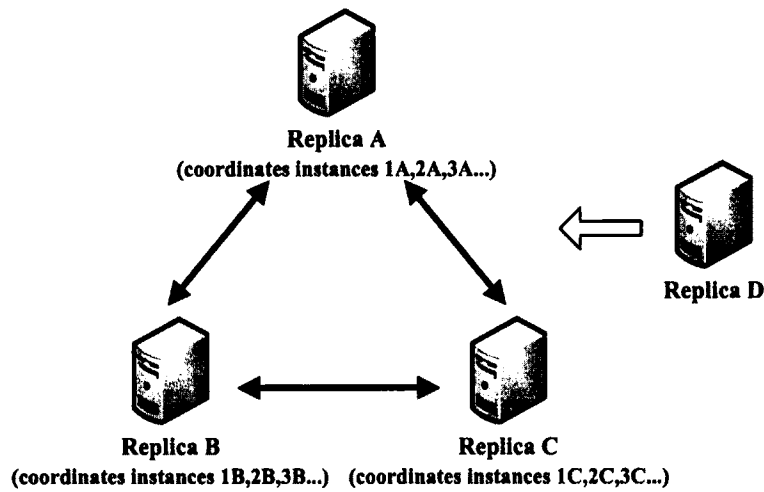 Replica A
(coordinates instances 1A,2A,3A...)
Replica D
Replica B
(coordinates instances 1B,2B,3B...)
Replica C
(coordinates instances 1C,2C,3C...)